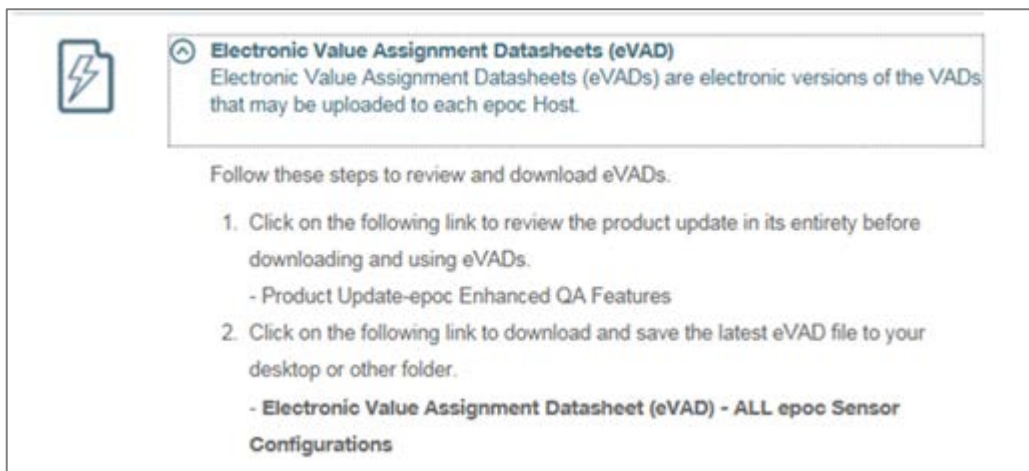 Electronic Value Assignment Datasheets (eVAD)
Electronic Value Assignment Datasheets (eVADs) are electronic versions of the VADs
that may be uploaded to each epoc Host.
Follow these steps to review and download eVADs.
1. Click on the following link to review the product update in its entirety before
downloading and using eVADs.
- Product Update-epoc Enhanced QA Features
2. Click on the following link to download and save the latest eVAD file to your
desktop or other folder.
- Electronic Value Assignment Datasheet (eVAD) - ALL epoc Sensor
Configurations